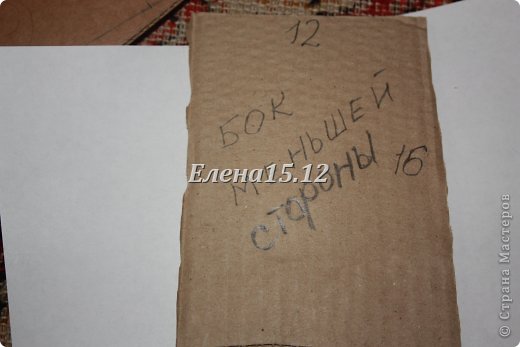 12
БОК
МЕНЬШЕЙ
Елена15.12
16
стороны
© Страна Мастеров